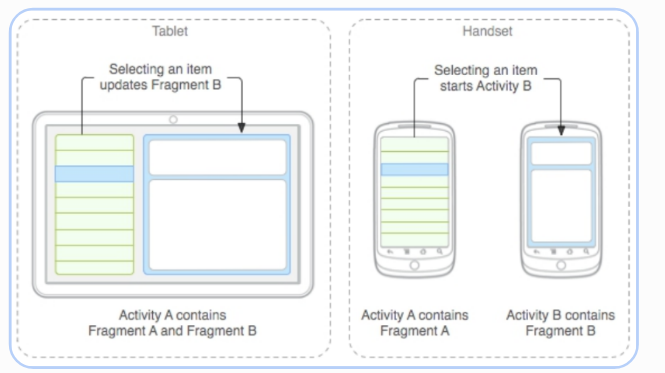 Tablet
Selecting an item
updates Fragment B
Activity A contains
Fragment A and Fragment B
Handset
Selecting an item
starts Activity B
Activity A contains
Fragment A
Activity B contains
Fragment B